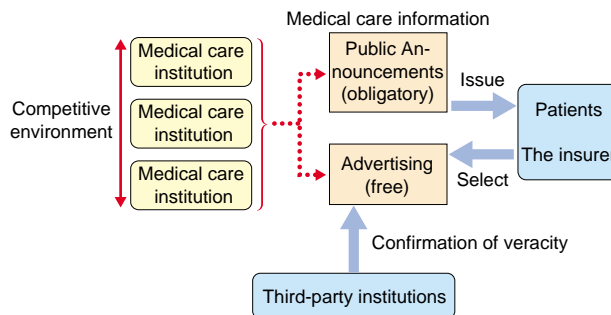 Medical care information
Medical care
institution
Medical care
institution
Medical care
institution
Competitive
environment
Public An-
nouncements
(obligatory)
Advertising
(free)
Issue
Select
Patients
The insurer
Confirmation of veracity
Third-party institutions